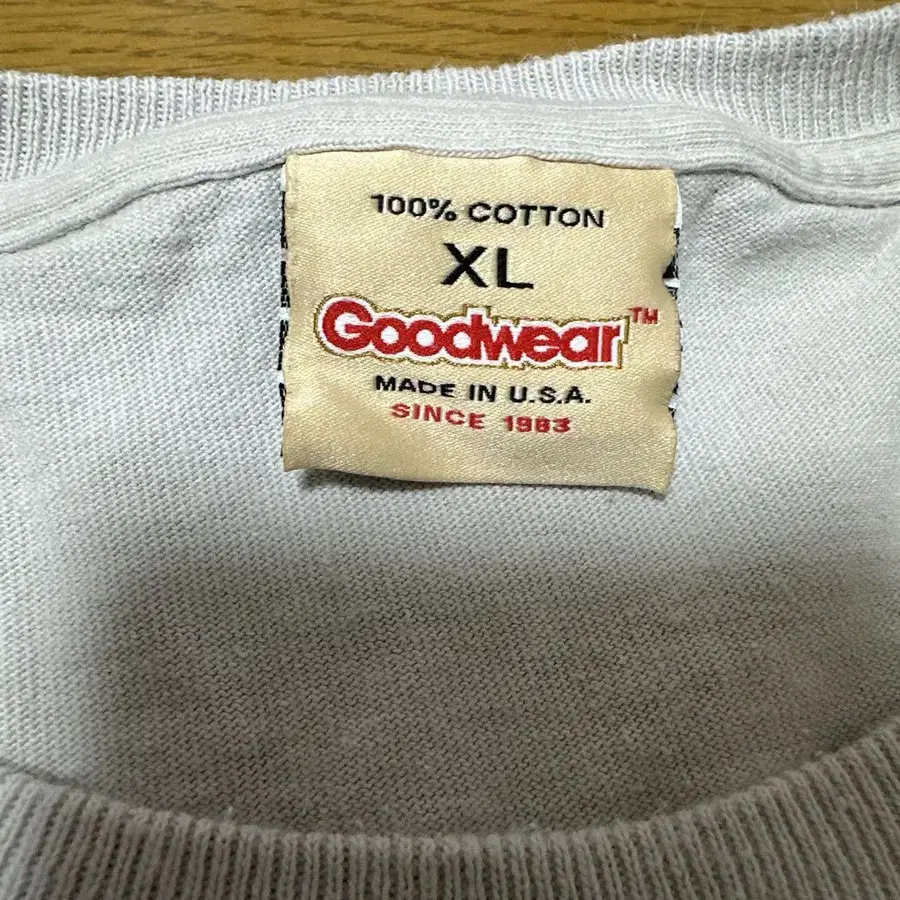 100% COTTON
XL
Goodwear™
MADE IN U.S.A.
SINCE 1983